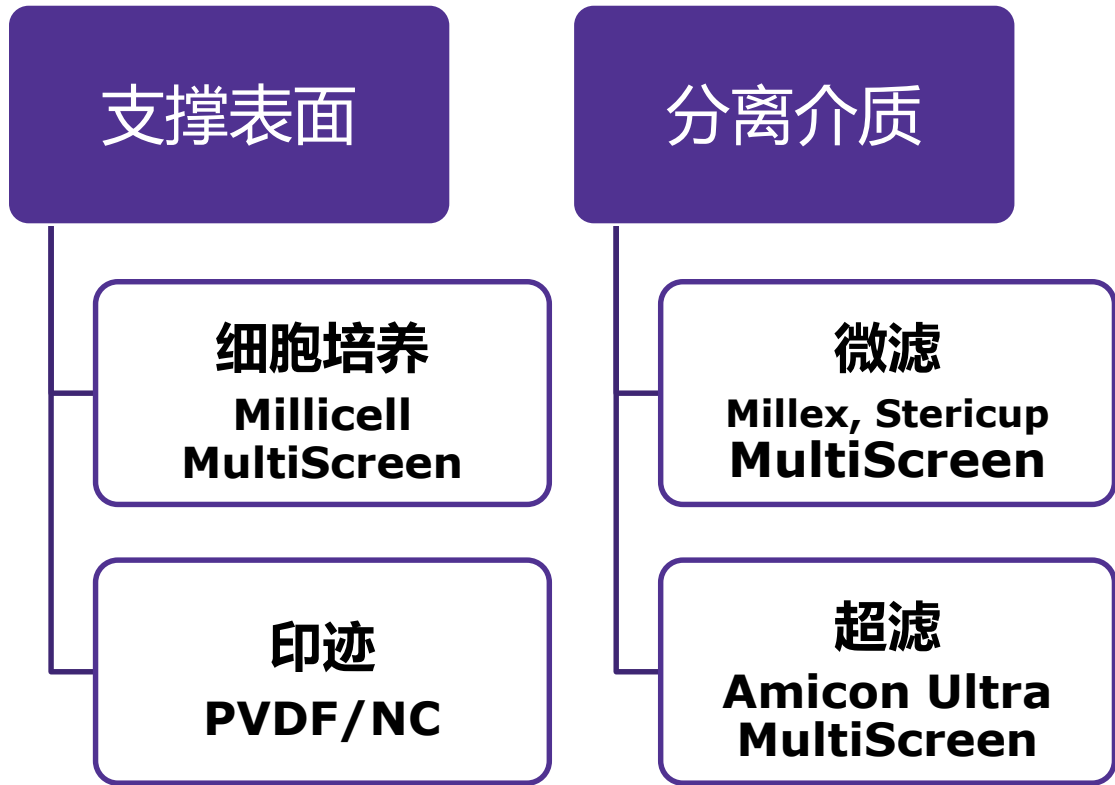 支撑表面
细胞培养
Millicell
MultiScreen
印迹
PVDF/NC
分离介质
微滤
Millex, Stericup
MultiScreen
超滤
Amicon Ultra
MultiScreen